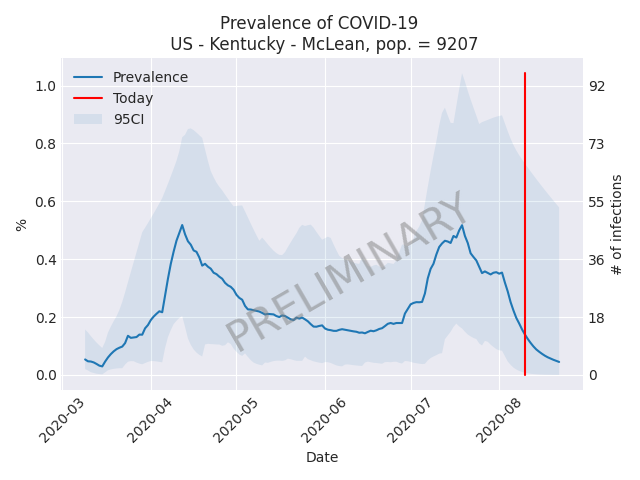 Prevalence of COVID-19
US - Kentucky - McLean, pop. = 9207
Prevalence
Today
95CI
PRELIMINARY
1.0
0.8
0.6
0.4
0.2
0.0
%
92
73
55
36
18
0
# of infections
2020-03
2020-04
2020-05
2020-06
2020-07
2020-08
Date